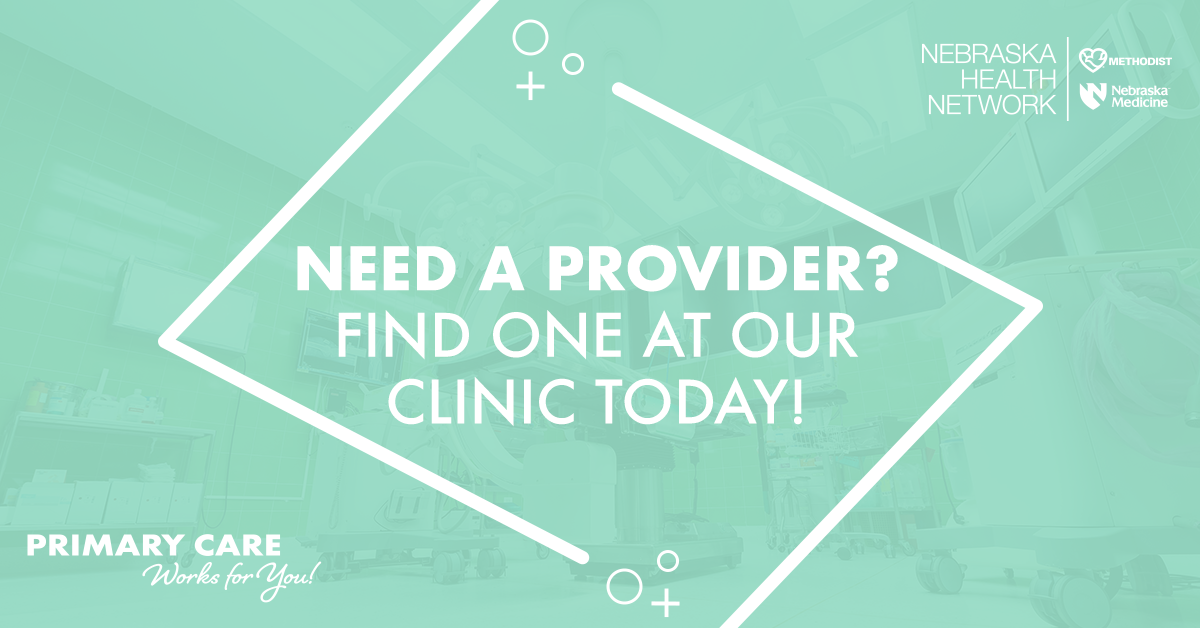 NEBRASKA
HEALTH
NETWORK
METHODIST
Nebraska
Medicine
NEED A PROVIDER?
FIND ONE AT OUR
CLINIC TODAY!
PRIMARY CARE
Works for You!